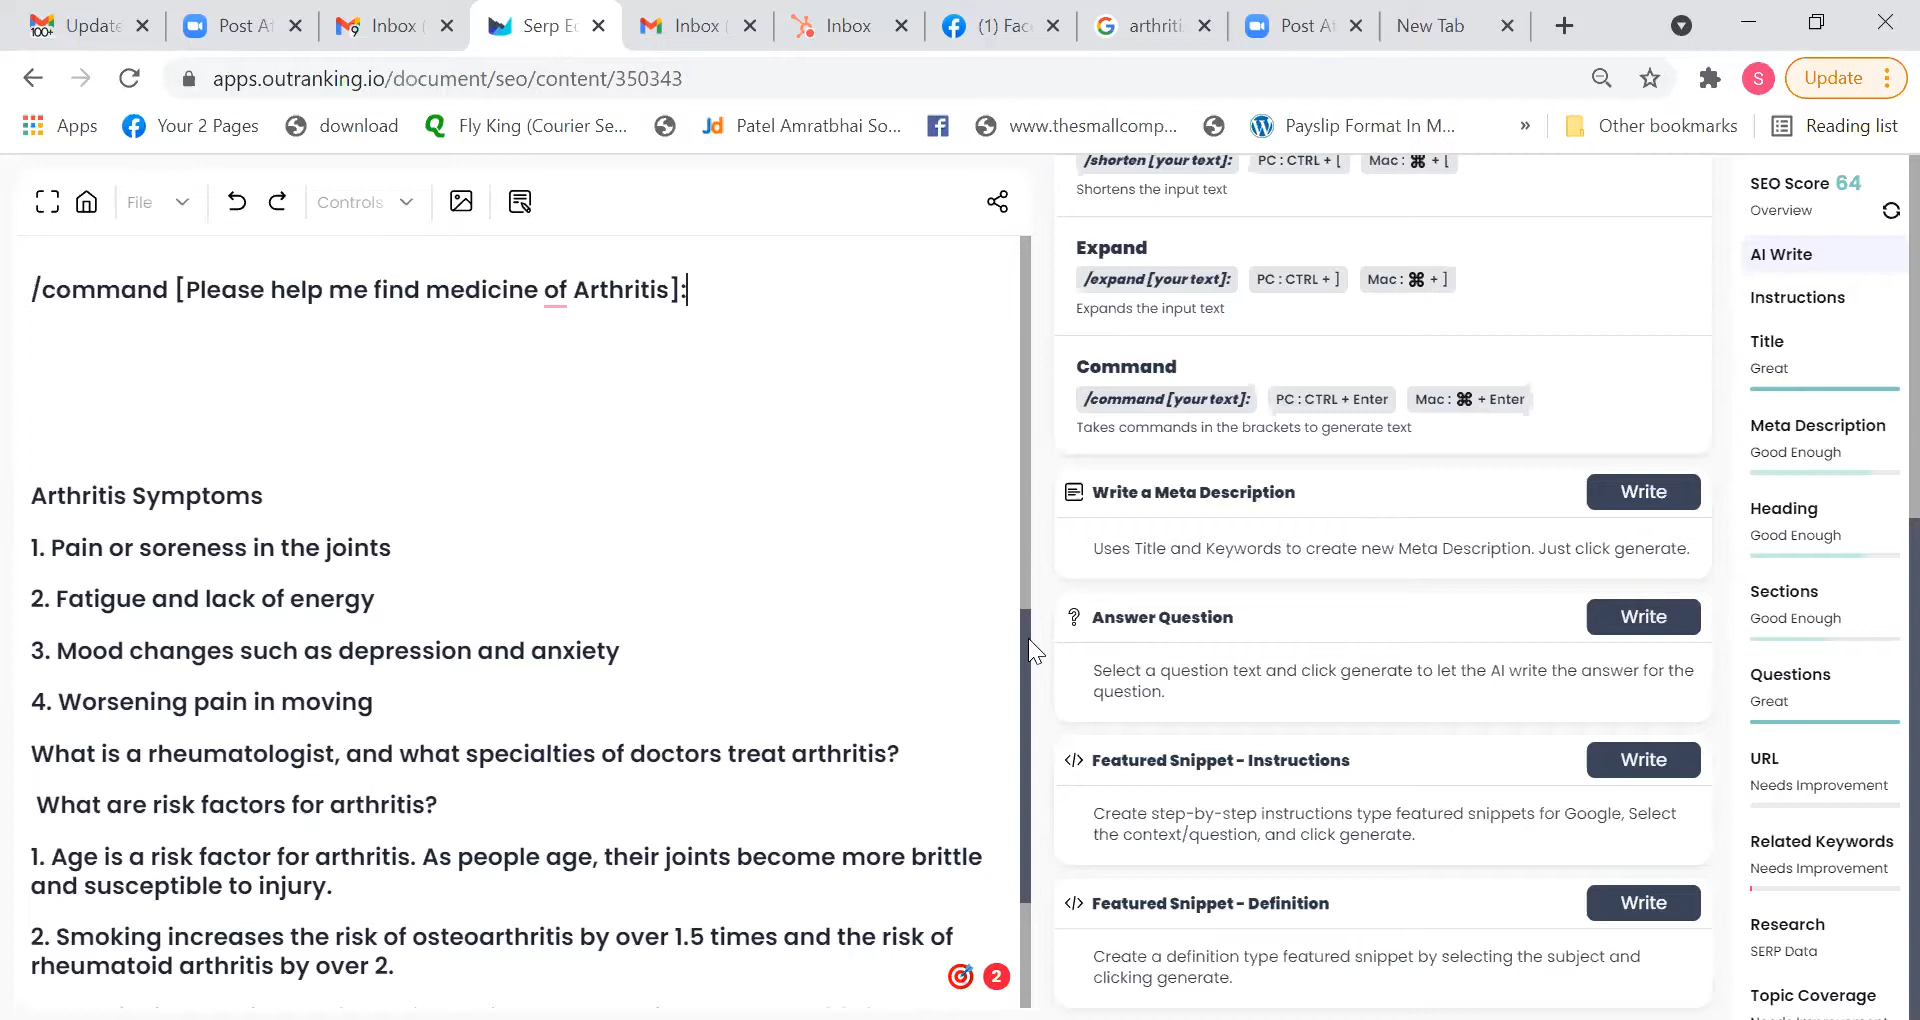 100+
Update
Post A
9
Inbox
Serp E
Inbox
Inbox
(1) Fac
arthriti
Post A
New Tab
apps.outranking.io/document/seo/content/350343
S
Update
Apps
Your 2 Pages
download
Fly King (Courier Se...
Jd
Patel Amratbhai So...
www.thesmallcomp...
Payslip Format In M...
»
Other bookmarks
Reading list
File
Controls
/command [Please help me find medicine of Arthritis]:
Arthritis Symptoms
1. Pain or soreness in the joints
2. Fatigue and lack of energy
3. Mood changes such as depression and anxiety
4. Worsening pain in moving
What is a rheumatologist, and what specialties of doctors treat arthritis?
What are risk factors for arthritis?
1. Age is a risk factor for arthritis. As people age, their joints become more brittle
and susceptible to injury.
2. Smoking increases the risk of osteoarthritis by over 1.5 times and the risk of
rheumatoid arthritis by over 2.
2
/shorten [your text]: PC : CTRL + [ Mac : ⌘ + [
Shortens the input text
Expand
/expand [your text]: PC : CTRL + ] Mac : ⌘ + ]
Expands the input text
Command
/command [your text]: PC : CTRL + Enter Mac : ⌘ + Enter
Takes commands in the brackets to generate text
Write a Meta Description
Write
Uses Title and Keywords to create new Meta Description. Just click generate.
? Answer Question
Write
Select a question text and click generate to let the AI write the answer for the
question.
</> Featured Snippet - Instructions
Write
Create step-by-step instructions type featured snippets for Google, Select
the context/question, and click generate.
</> Featured Snippet - Definition
Write
Create a definition type featured snippet by selecting the subject and
clicking generate.
SEO Score 64
Overview
AI Write
Instructions
Title
Great
Meta Description
Good Enough
Heading
Good Enough
Sections
Good Enough
Questions
Great
URL
Needs Improvement
Related Keywords
Needs Improvement
Research
SERP Data
Topic Coverage